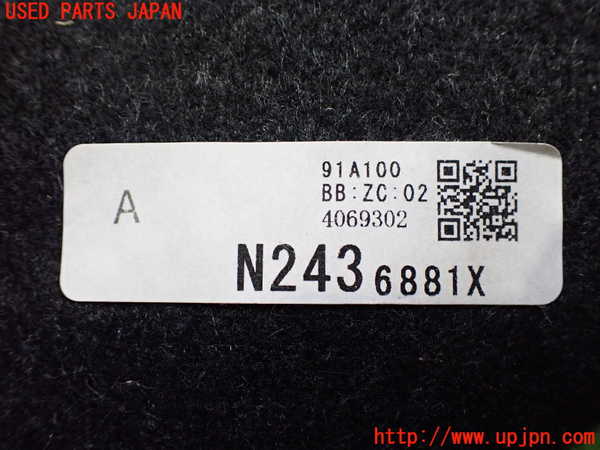 USED PARTS JAPAN
A
91A100
BB:ZC:02
4069302
N243 6881X
http://www.upjpn.com/